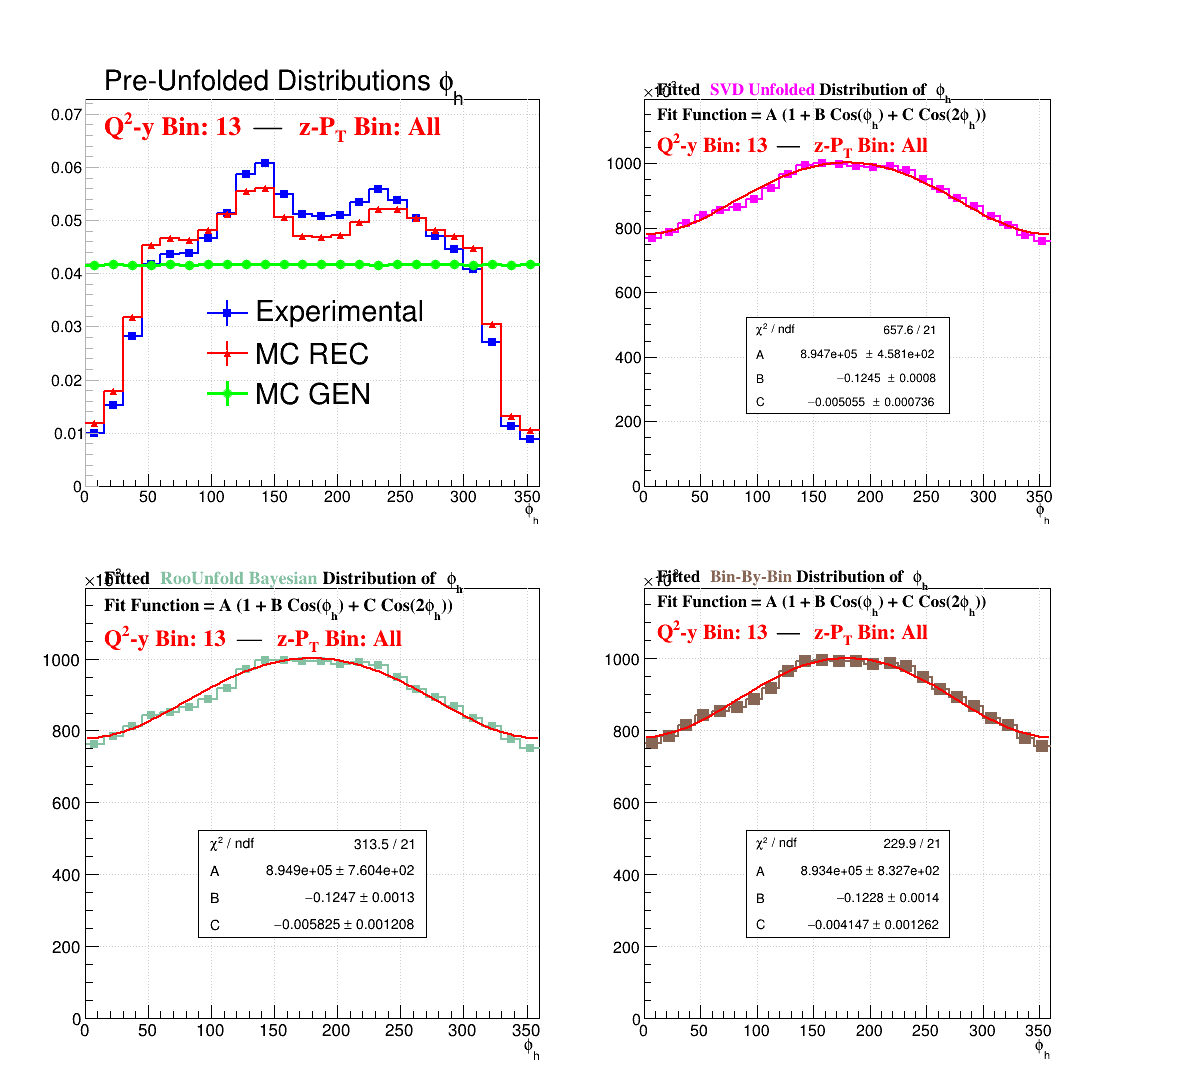 Pre-Unfolded Distributions ϕh
Q²-y Bin: 13 — z-PT Bin: All
0.07
0.06
0.05
0.04
0.03
0.02
0.01
0
Experimental
MC REC
MC GEN
0 50 100 150 200 250 300 350
ϕh
Fitted SVD Unfolded Distribution of ϕh
Fit Function = A (1 + B Cos(ϕh) + C Cos(2ϕh))
Q²-y Bin: 13 — z-PT Bin: All
1000
800
600
400
200
0
χ² / ndf 657.6 / 21
A 8.947e+05 ± 4.581e+02
B −0.1245 ± 0.0008
C −0.005055 ± 0.000736
0 50 100 150 200 250 300 350
ϕh
Fitted RooUnfold Bayesian Distribution of ϕh
Fit Function = A (1 + B Cos(ϕh) + C Cos(2ϕh))
Q²-y Bin: 13 — z-PT Bin: All
1000
800
600
400
200
0
χ² / ndf 313.5 / 21
A 8.949e+05 ± 7.604e+02
B −0.1247 ± 0.0013
C −0.005825 ± 0.001208
0 50 100 150 200 250 300 350
ϕh
Fitted Bin-By-Bin Distribution of ϕh
Fit Function = A (1 + B Cos(ϕh) + C Cos(2ϕh))
Q²-y Bin: 13 — z-PT Bin: All
1000
800
600
400
200
0
χ² / ndf 229.9 / 21
A 8.934e+05 ± 8.327e+02
B −0.1228 ± 0.0014
C −0.004147 ± 0.001262
0 50 100 150 200 250 300 350
ϕh